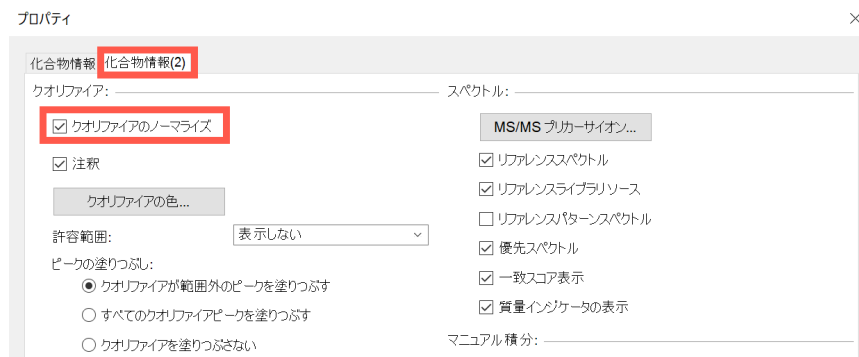 プロパティ
化合物情報 化合物情報(2)
クオリファイア:
クオリファイアのノーマライズ
注釈
クオリファイアの色...
許容範囲: 表示しない
ピークの塗りつぶし:
クオリファイアが範囲外のピークを塗りつぶす
すべてのクオリファイアピークを塗りつぶす
クオリファイアを塗りつぶさない
スペクトル:
MS/MS プリカーサイオン...
リファレンススペクトル
リファレンスライブラリソース
リファレンスパターンスペクトル
優先スペクトル
一致スコア表示
質量インジケータの表示
マニュアル積分: